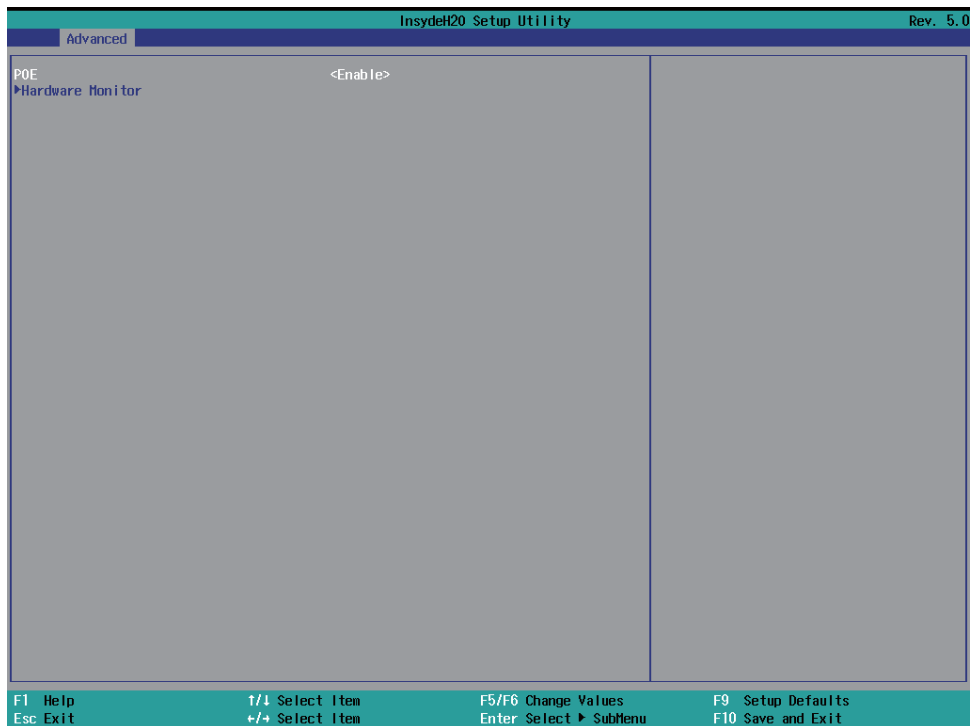 InsydeH20 Setup Utility Rev. 5.0
Advanced
POE <Enable>
▶Hardware Monitor
F1 Help ↑/↓ Select Item F5/F6 Change Values F9 Setup Defaults
Esc Exit ←/→ Select Item Enter Select ▶ SubMenu F10 Save and Exit